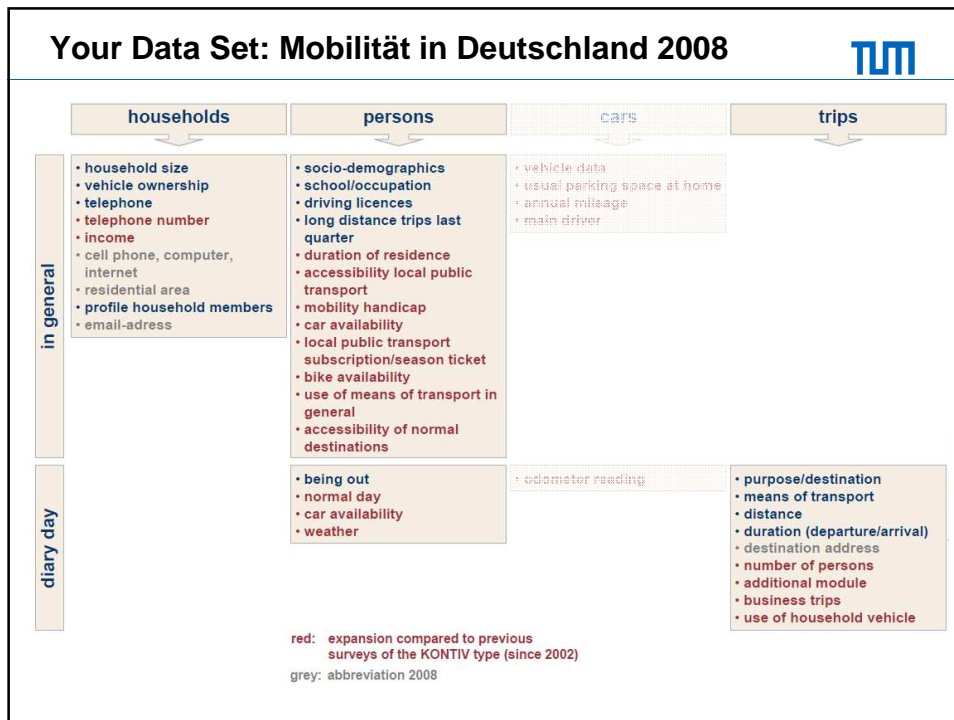 Your Data Set: Mobilität in Deutschland 2008
TUM
households
persons
cars
trips
in general
• household size
• vehicle ownership
• telephone
• telephone number
• income
• cell phone, computer,
internet
• residential area
• profile household members
• email-adress
• socio-demographics
• school/occupation
• driving licences
• long distance trips last
quarter
• duration of residence
• accessibility local public
transport
• mobility handicap
• car availability
• local public transport
subscription/season ticket
• bike availability
• use of means of transport in
general
• accessibility of normal
destinations
• vehicle data
• usual parking space at home
• annual mileage
• main driver
diary day
• being out
• normal day
• car availability
• weather
• odometer reading
• purpose/destination
• means of transport
• distance
• duration (departure/arrival)
• destination address
• number of persons
• additional module
• business trips
• use of household vehicle
red: expansion compared to previous
surveys of the KONTIV type (since 2002)
grey: abbreviation 2008